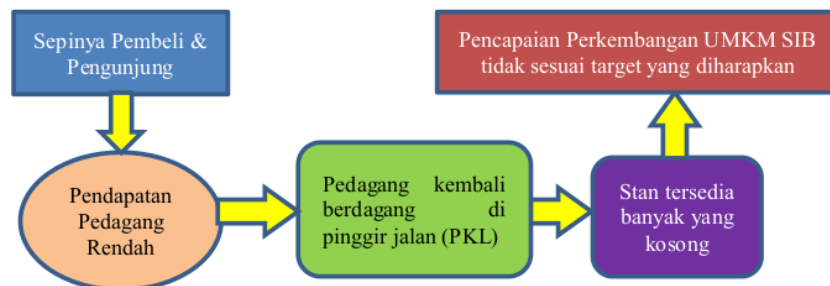 Sepinya Pembeli &
Pengunjung
Pendapatan
Pedagang
Rendah
Pedagang kembali
berdagang di
pinggir jalan (PKL)
Stan tersedia
banyak yang
kosong
Pencapaian Perkembangan UMKM SIB
tidak sesuai target yang diharapkan